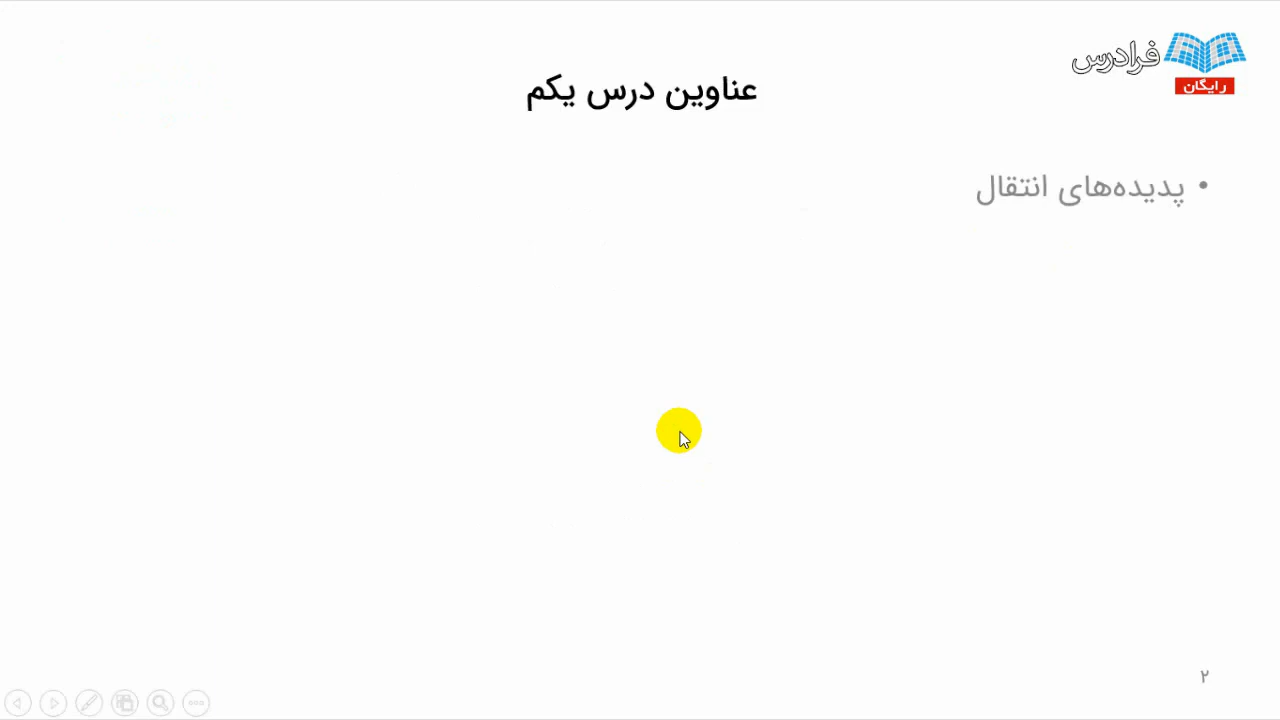 فرادرس
رایگان
عناوین درس یکم
• پدیده‌های انتقال
۲